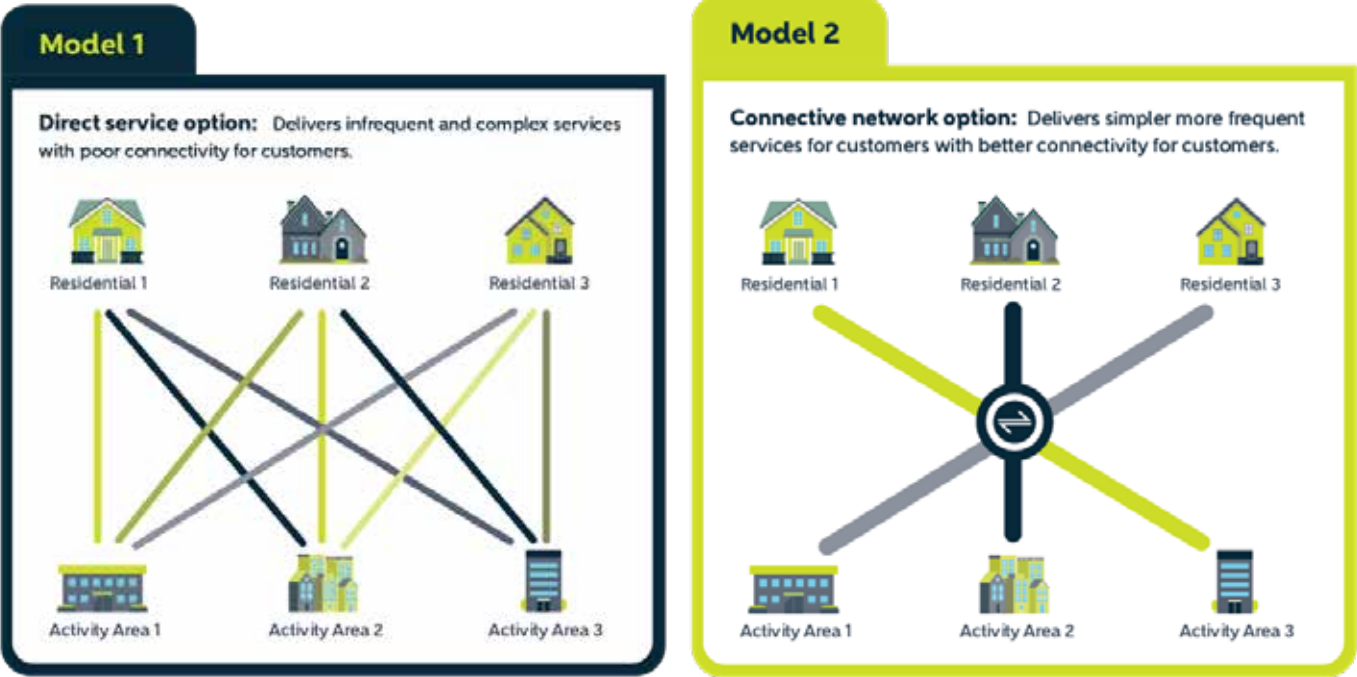 Model 1
Direct service option: Delivers infrequent and complex services
with poor connectivity for customers.
Residential 1
Residential 2
Residential 3
Activity Area 1
Activity Area 2
Activity Area 3
Model 2
Connective network option: Delivers simpler more frequent
services for customers with better connectivity for customers.
Residential 1
Residential 2
Residential 3
Activity Area 1
Activity Area 2
Activity Area 3